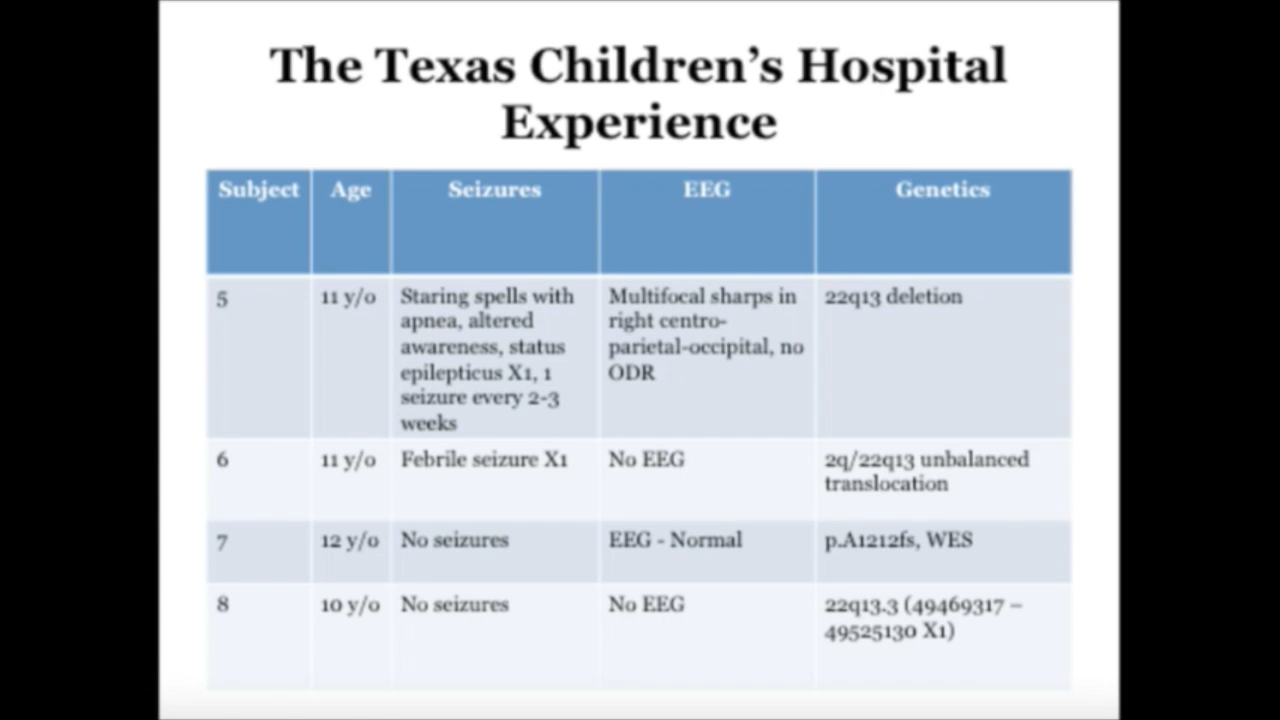 The Texas Children's Hospital
Experience
Subject Age Seizures EEG Genetics
5 11 y/o Staring spells with Multifocal sharps in 22q13 deletion
apnea, altered right centro-
awareness, status parietal-occipital, no
epilepticus X1, 1 ODR
seizure every 2-3
weeks
6 11 y/o Febrile seizure X1 No EEG 2q/22q13 unbalanced
translocation
7 12 y/o No seizures EEG - Normal p.A1212fs, WES
8 10 y/o No seizures No EEG 22q13.3 (49469317 –
49525130 X1)